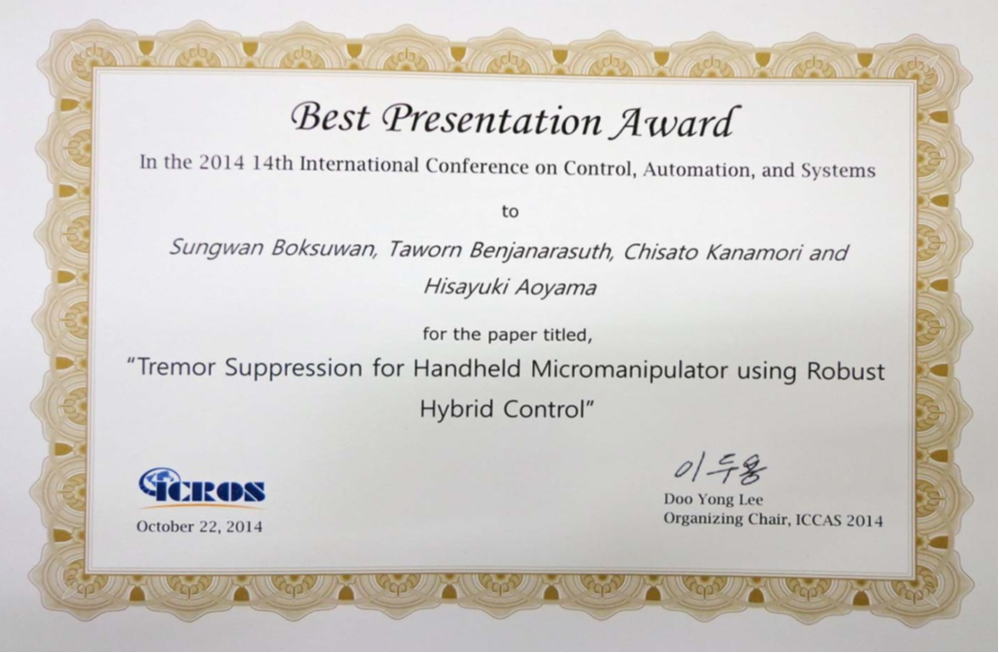 Best Presentation Award
In the 2014 14th International Conference on Control, Automation, and Systems
to
Sungwan Boksuwan, Taworn Benjanarasuth, Chisato Kanamori and
Hisayuki Aoyama
for the paper titled,
“Tremor Suppression for Handheld Micromanipulator using Robust
Hybrid Control”
ICROS
October 22, 2014
이두용
Doo Yong Lee
Organizing Chair, ICCAS 2014